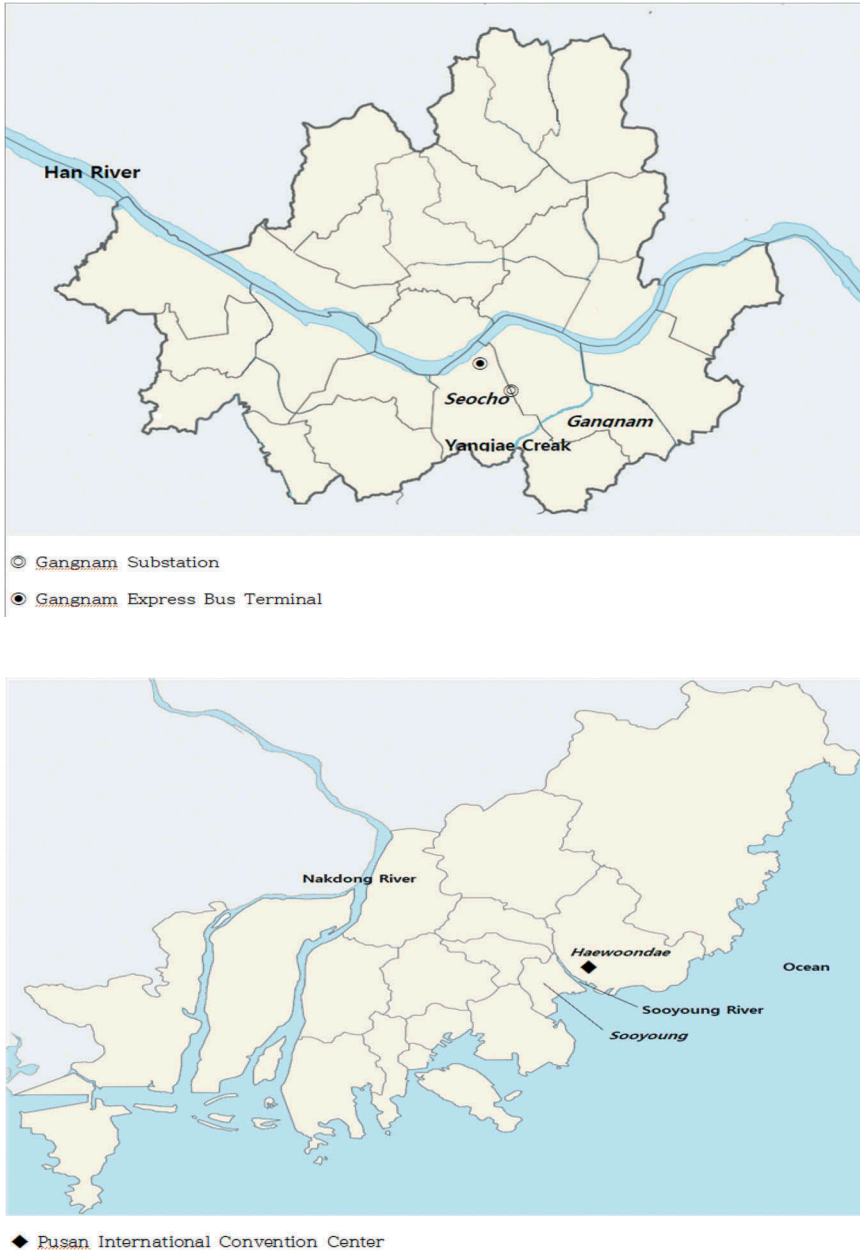 Han River
Seocho
Gangnam
Yangjae Creak
◎ Gangnam Substation
◉ Gangnam Express Bus Terminal
Nakdong River
Haewoondae
Ocean
Sooyoung River
Sooyoung
◆ Pusan International Convention Center